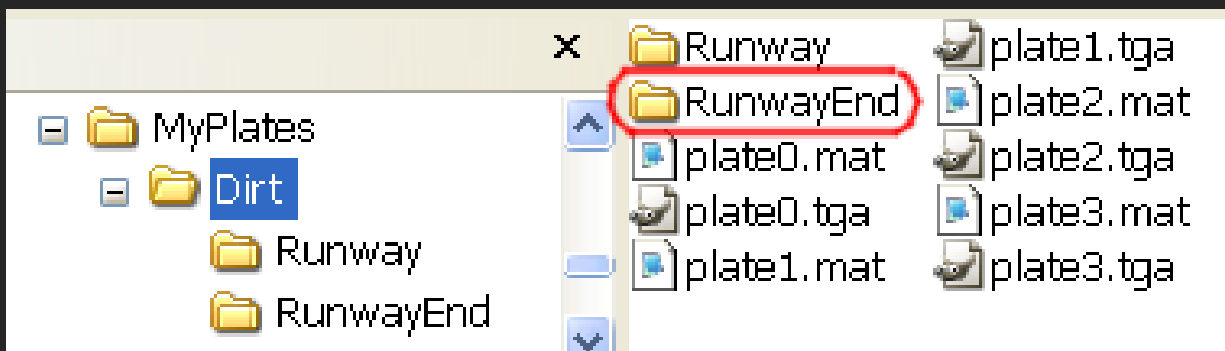 MyPlates
Dirt
Runway
RunwayEnd
Runway
RunwayEnd
plate0.mat
plate0.tga
plate1.mat
plate1.tga
plate2.mat
plate2.tga
plate3.mat
plate3.tga